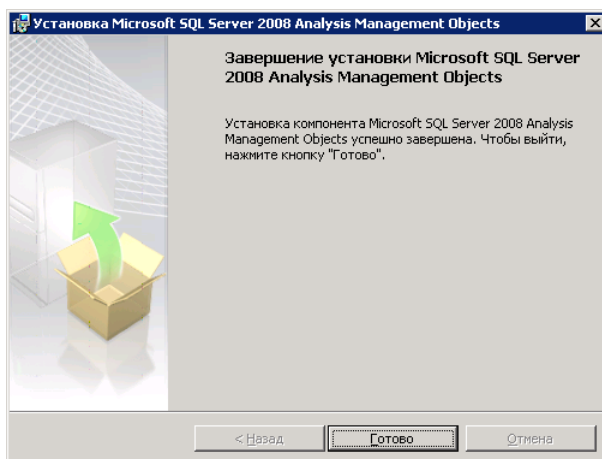 Установка Microsoft SQL Server 2008 Analysis Management Objects
Завершение установки Microsoft SQL Server
2008 Analysis Management Objects
Установка компонента Microsoft SQL Server 2008 Analysis
Management Objects успешно завершена. Чтобы выйти,
нажмите кнопку "Готово".
< Назад Готово Отмена